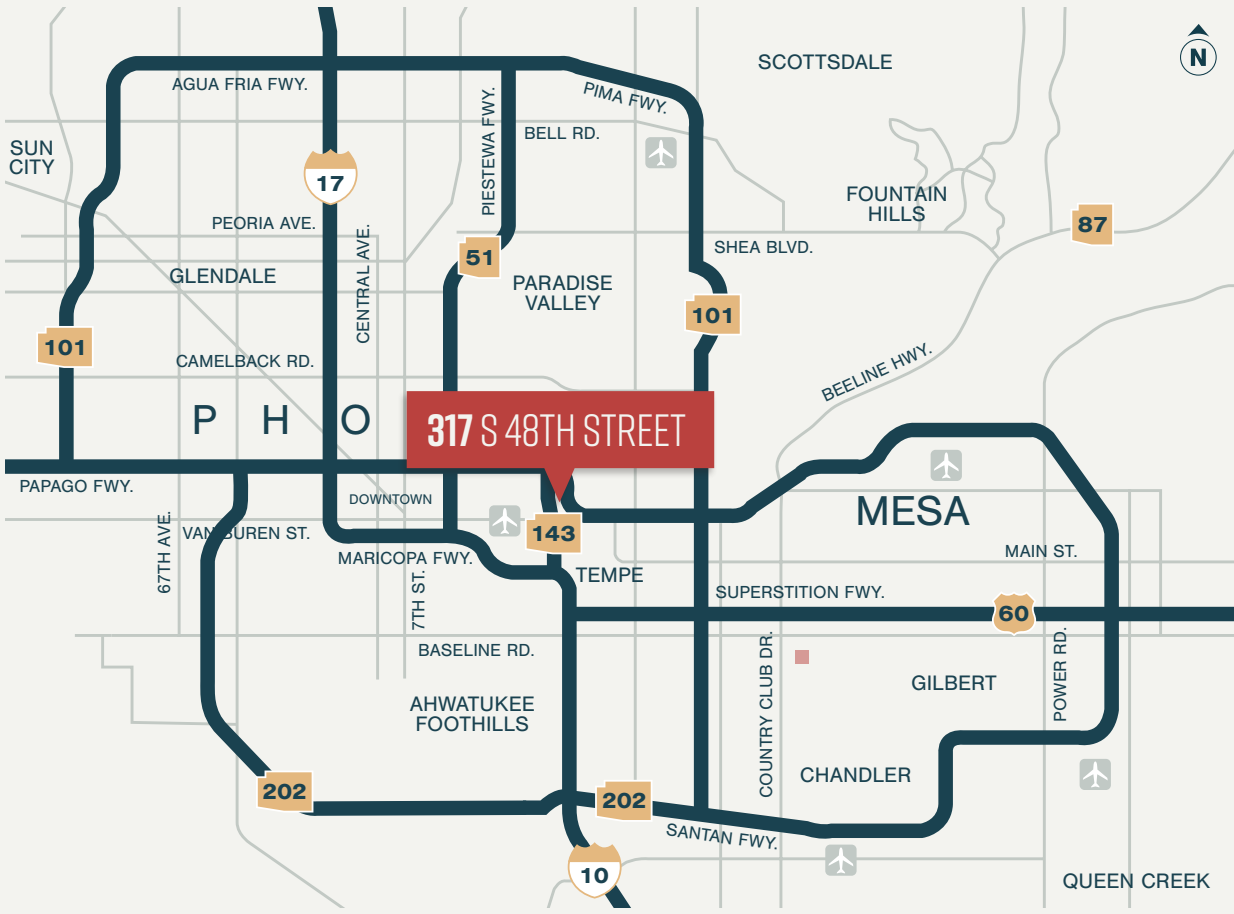 N
SCOTTSDALE
AGUA FRIA FWY.
PIMA FWY.
PIESTEWA FWY.
BELL RD.
SUN
CITY
17
FOUNTAIN
HILLS
87
PEORIA AVE.
CENTRAL AVE.
SHEA BLVD.
51
GLENDALE
PARADISE
VALLEY
101
101
CAMELBACK RD.
BEELINE HWY.
P H O
317 S 48TH STREET
PAPAGO FWY.
DOWNTOWN
MESA
67TH AVE.
VAN BUREN ST.
143
MARICOPA FWY.
MAIN ST.
7TH ST.
TEMPE
SUPERSTITION FWY.
60
BASELINE RD.
COUNTRY CLUB DR.
POWER RD.
GILBERT
AHWATUKEE
FOOTHILLS
CHANDLER
202
202
SANTAN FWY.
10
QUEEN CREEK